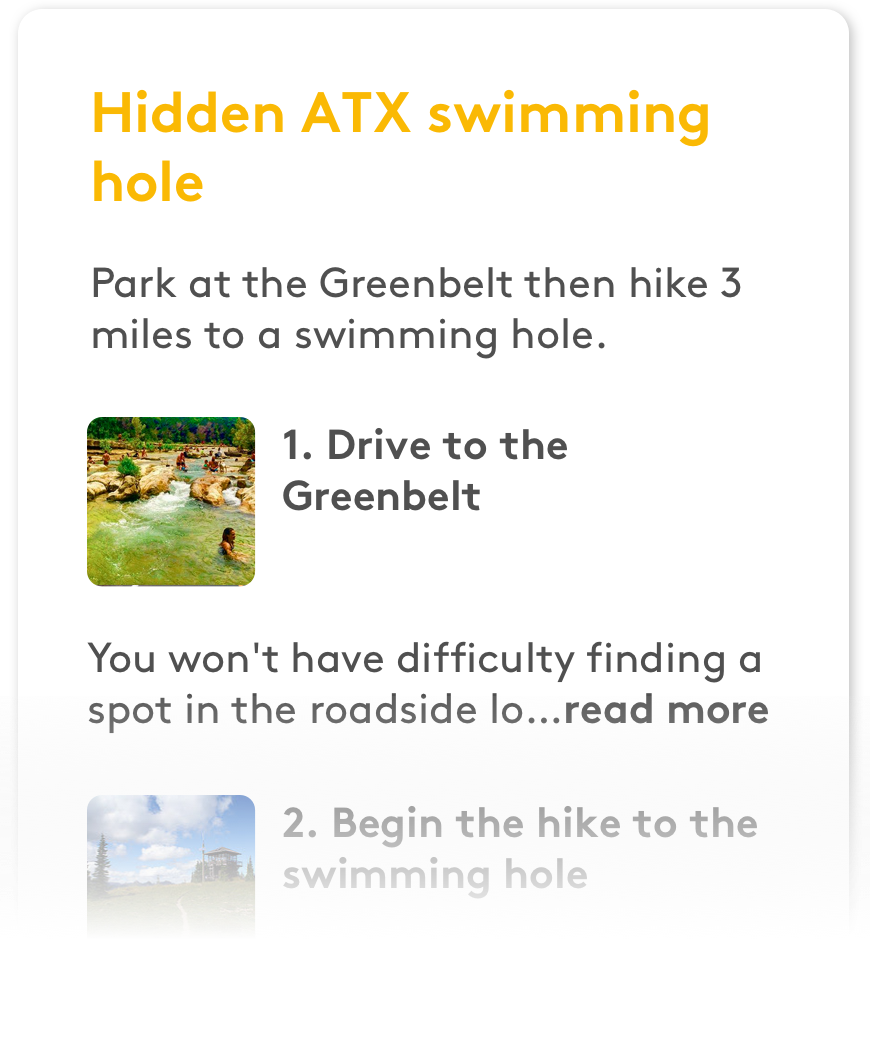 Hidden ATX swimming
hole
Park at the Greenbelt then hike 3
miles to a swimming hole.
1. Drive to the
Greenbelt
You won't have difficulty finding a
spot in the roadside lo...read more
2. Begin the hike to the
swimming hole